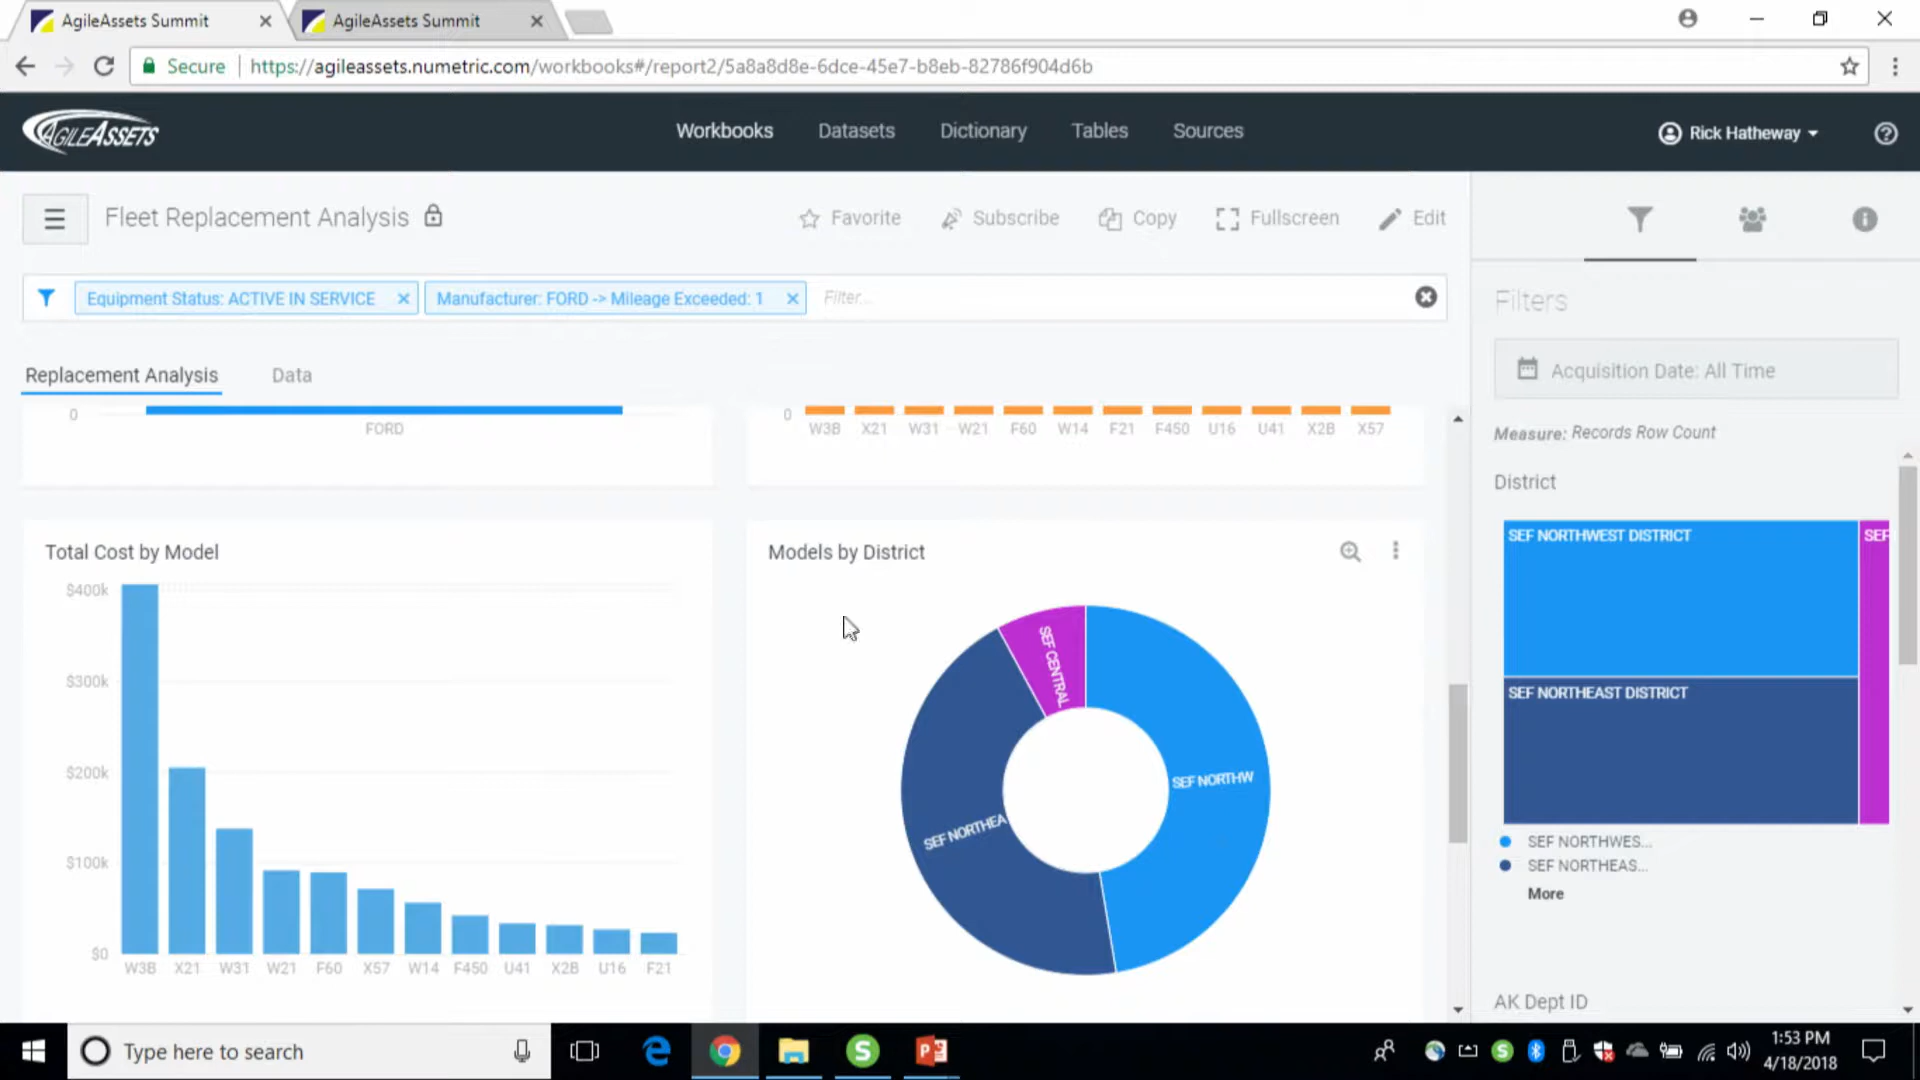 AgileAssets Summit
AgileAssets Summit
Secure
https://agileassets.numetric.com/workbooks#/report2/5a8a8d8e-6dce-45e7-b8eb-82786f904d6b
AGILEASSETS
Workbooks
Datasets
Dictionary
Tables
Sources
Rick Hatheway
Fleet Replacement Analysis
Favorite
Subscribe
Copy
Fullscreen
Edit
Equipment Status: ACTIVE IN SERVICE
Manufacturer: FORD -> Mileage Exceeded: 1
Filter...
Filters
Acquisition Date: All Time
Replacement Analysis
Data
0
FORD
0
W3B X21 W31 W21 F60 W14 F21 F450 U16 U41 X2B X57
Measure: Records Row Count
District
SEF NORTHWEST DISTRICT
SEF
SEF NORTHEAST DISTRICT
SEF NORTHWES...
SEF NORTHEAS...
More
AK Dept ID
Total Cost by Model
$400k
$300k
$200k
$100k
$0
W3B X21 W31 W21 F60 X57 W14 F450 U41 X2B U16 F21
Models by District
SEF CENTRAL
SEF NORTHW
SEF NORTHEA
Type here to search
1:53 PM
4/18/2018